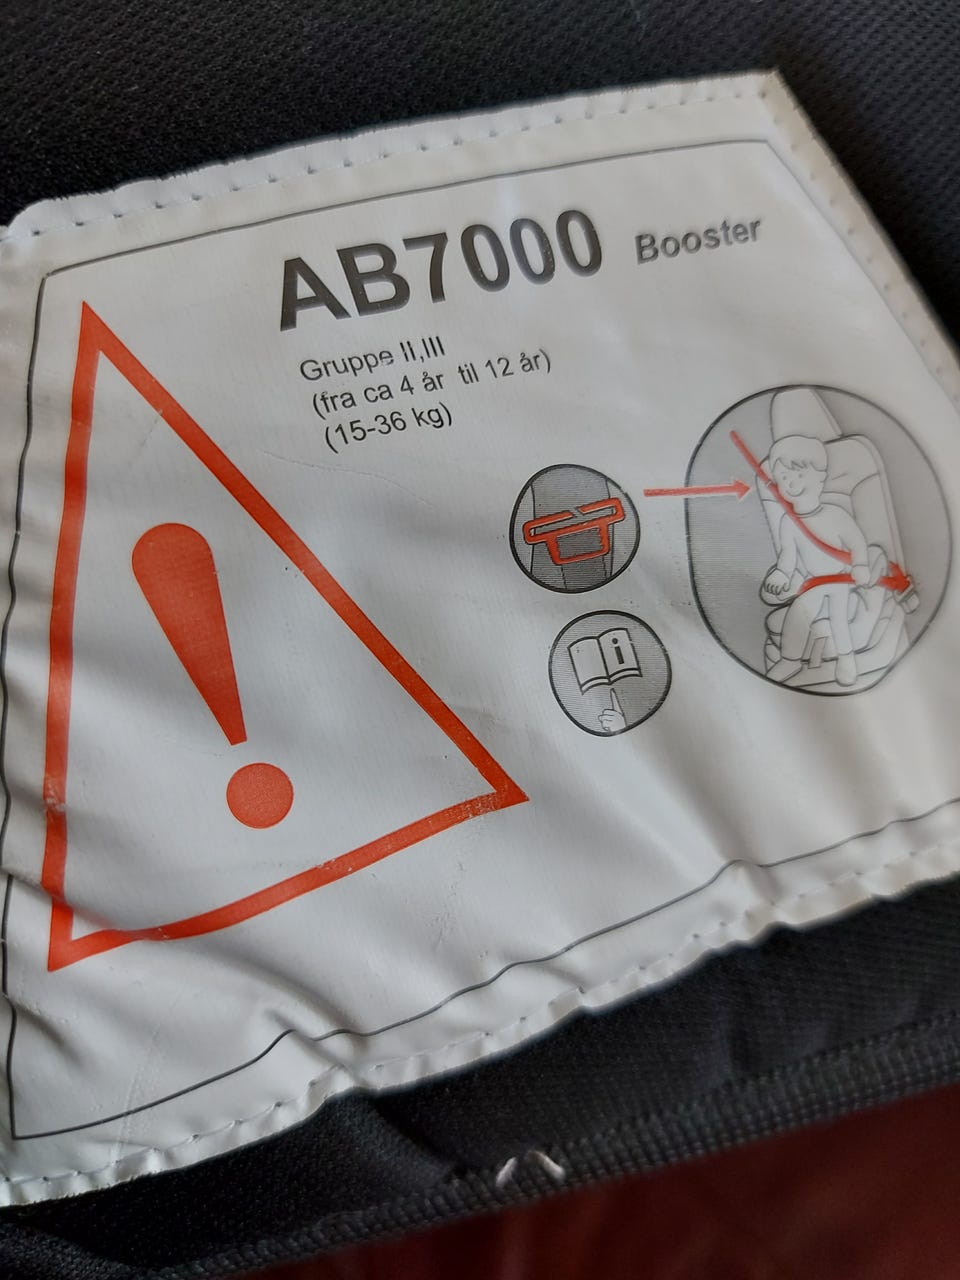 AB7000 Booster
Gruppe II,III
(fra ca 4 år til 12 år)
(15-36 kg)
i